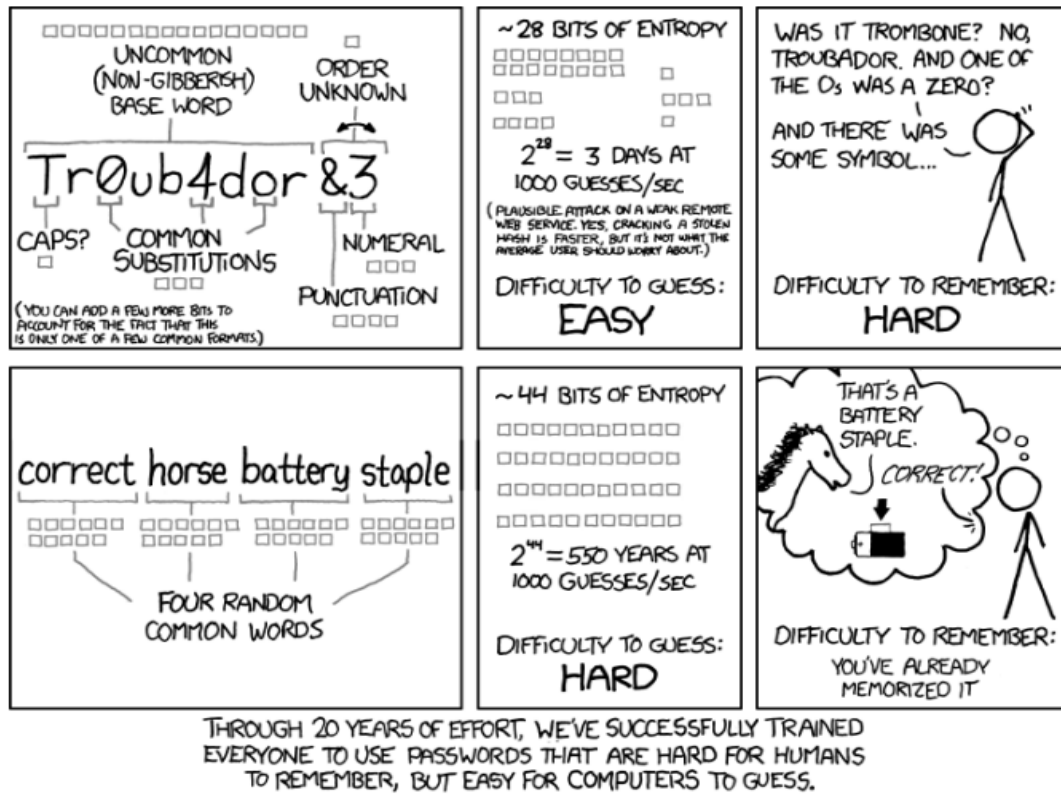 UNCOMMON
(NON-GIBBERISH)
BASE WORD
ORDER
UNKNOWN
Tr0ub4dor &3
CAPS?
COMMON
SUBSTITUTIONS
NUMERAL
PUNCTUATION
(YOU CAN ADD A FEW MORE BITS TO
ACCOUNT FOR THE FACT THAT THIS
IS ONLY ONE OF A FEW COMMON FORMATS.)
~28 BITS OF ENTROPY
2^28 = 3 DAYS AT
1000 GUESSES/SEC
(PLAUSIBLE ATTACK ON A WEAK REMOTE
WEB SERVICE. YES, CRACKING A STOLEN
HASH IS FASTER, BUT IT'S NOT WHAT THE
AVERAGE USER SHOULD WORRY ABOUT.)
DIFFICULTY TO GUESS:
EASY
WAS IT TROMBONE? NO,
TROUBADOR. AND ONE OF
THE Os WAS A ZERO?
AND THERE WAS
SOME SYMBOL...
DIFFICULTY TO REMEMBER:
HARD
correct horse battery staple
FOUR RANDOM
COMMON WORDS
~44 BITS OF ENTROPY
2^44 = 550 YEARS AT
1000 GUESSES/SEC
DIFFICULTY TO GUESS:
HARD
THAT'S A
BATTERY
STAPLE.
CORRECT!
DIFFICULTY TO REMEMBER:
YOU'VE ALREADY
MEMORIZED IT
THROUGH 20 YEARS OF EFFORT, WE'VE SUCCESSFULLY TRAINED
EVERYONE TO USE PASSWORDS THAT ARE HARD FOR HUMANS
TO REMEMBER, BUT EASY FOR COMPUTERS TO GUESS.